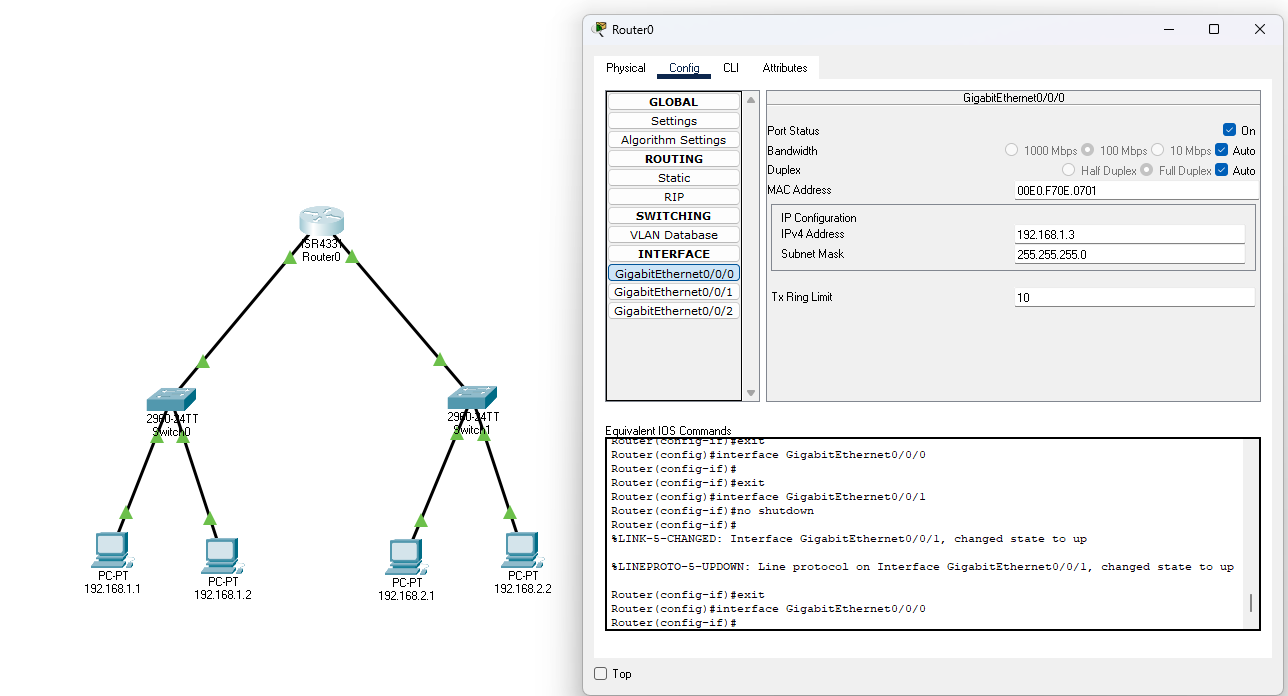 Router0
Physical Config CLI Attributes
GLOBAL
Settings
Algorithm Settings
ROUTING
Static
RIP
SWITCHING
VLAN Database
INTERFACE
GigabitEthernet0/0/0
GigabitEthernet0/0/1
GigabitEthernet0/0/2
GigabitEthernet0/0/0
Port Status On
Bandwidth 1000 Mbps 100 Mbps 10 Mbps Auto
Duplex Half Duplex Full Duplex Auto
MAC Address 00E0.F70E.0701
IP Configuration
IPv4 Address 192.168.1.3
Subnet Mask 255.255.255.0
Tx Ring Limit 10
Equivalent IOS Commands
Router(config-if)#exit
Router(config)#interface GigabitEthernet0/0/0
Router(config-if)#
Router(config-if)#exit
Router(config)#interface GigabitEthernet0/0/1
Router(config-if)#no shutdown
Router(config-if)#
%LINK-5-CHANGED: Interface GigabitEthernet0/0/1, changed state to up
%LINEPROTO-5-UPDOWN: Line protocol on Interface GigabitEthernet0/0/1, changed state to up
Router(config-if)#exit
Router(config)#interface GigabitEthernet0/0/0
Router(config-if)#
Top
ISR4331
Router0
2960-24TT
Switch0
2960-24TT
Switch1
PC-PT
192.168.1.1
PC-PT
192.168.1.2
PC-PT
192.168.2.1
PC-PT
192.168.2.2